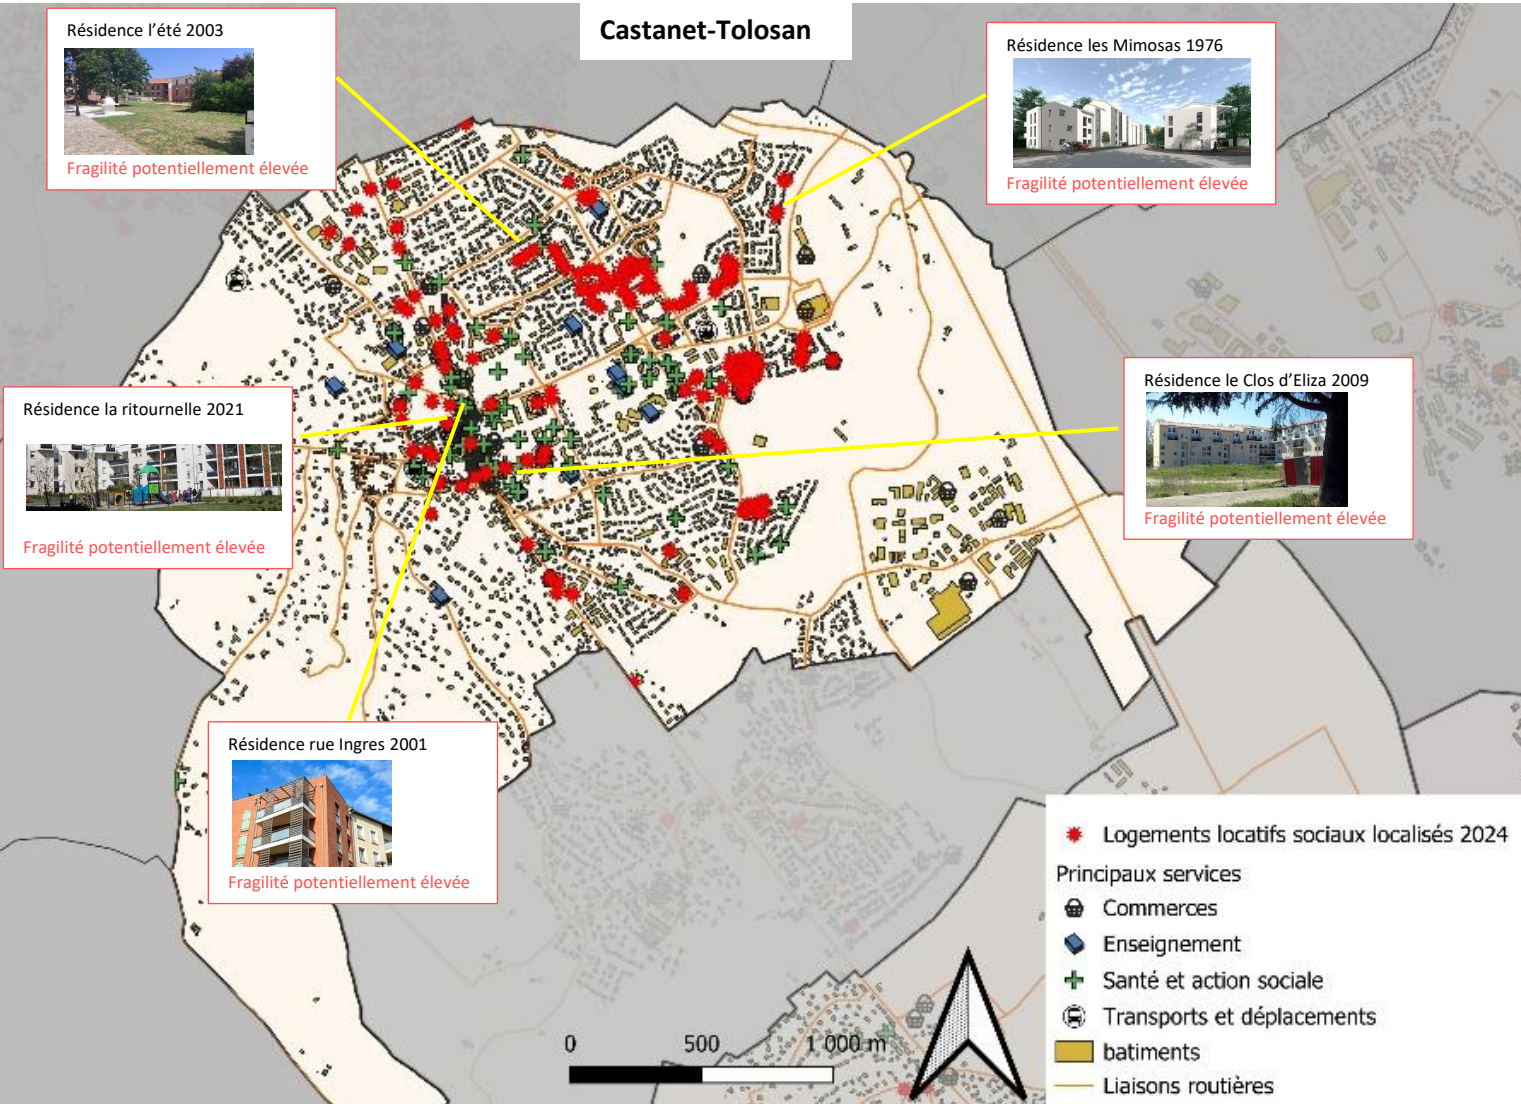 Castanet-Tolosan
Résidence l’été 2003
Fragilité potentiellement élevée
Résidence les Mimosas 1976
Fragilité potentiellement élevée
Résidence la ritournelle 2021
Fragilité potentiellement élevée
Résidence le Clos d’Eliza 2009
Fragilité potentiellement élevée
Résidence rue Ingres 2001
Fragilité potentiellement élevée
Logements locatifs sociaux localisés 2024
Principaux services
Commerces
Enseignement
Santé et action sociale
Transports et déplacements
batiments
Liaisons routières
0 500 1 000 m